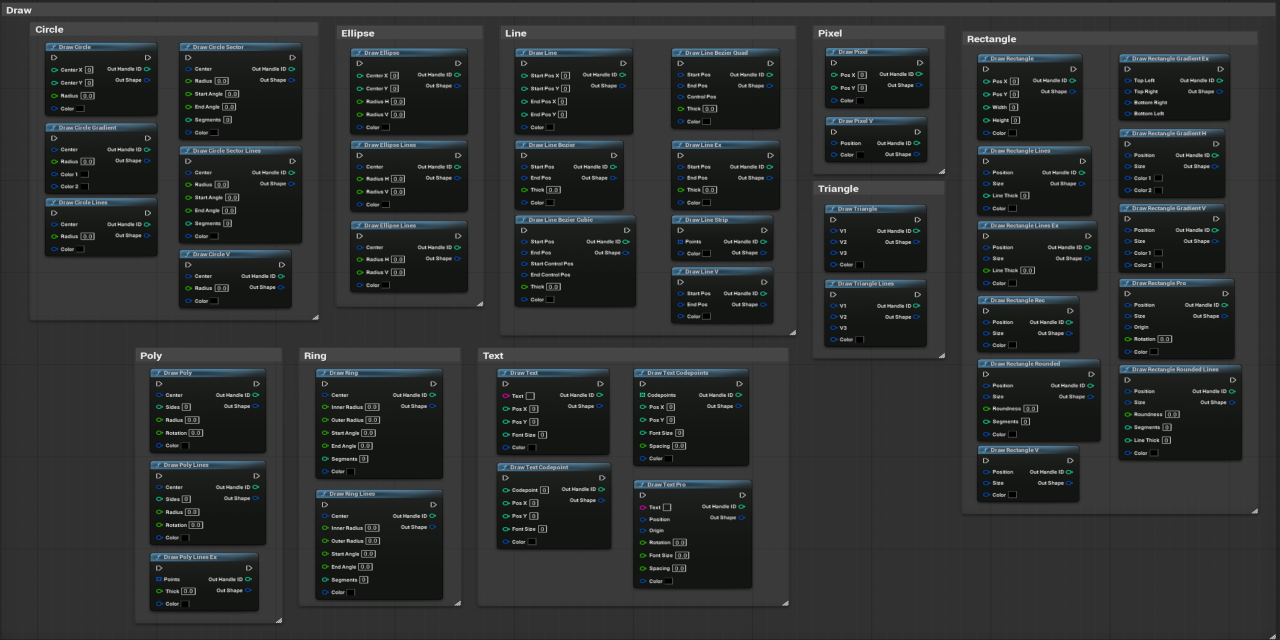 Draw
Circle
Draw Circle
Center X 0 Out Handle ID
Center Y 0 Out Shape
Radius 0.0
Color
Draw Circle Gradient
Center Out Handle ID
Radius 0.0 Out Shape
Color 1
Color 2
Draw Circle Lines
Center Out Handle ID
Radius 0.0 Out Shape
Color
Draw Circle Sector
Center Out Handle ID
Radius 0.0 Out Shape
Start Angle 0.0
End Angle 0.0
Segments 0
Color
Draw Circle Sector Lines
Center Out Handle ID
Radius 0.0 Out Shape
Start Angle 0.0
End Angle 0.0
Segments 0
Color
Draw Circle V
Center Out Handle ID
Radius 0.0 Out Shape
Color
Ellipse
Draw Ellipse
Center X 0 Out Handle ID
Center Y 0 Out Shape
Radius H 0.0
Radius V 0.0
Color
Draw Ellipse Lines
Center Out Handle ID
Radius H 0.0 Out Shape
Radius V 0.0
Color
Draw Ellipse Lines
Center Out Handle ID
Radius H 0.0 Out Shape
Radius V 0.0
Color
Line
Draw Line
Start Pos X 0 Out Handle ID
Start Pos Y 0 Out Shape
End Pos X 0
End Pos Y 0
Color
Draw Line Bezier
Start Pos Out Handle ID
End Pos Out Shape
Thick 0.0
Color
Draw Line Bezier Cubic
Start Pos Out Handle ID
End Pos Out Shape
Start Control Pos
End Control Pos
Thick 0.0
Color
Draw Line Bezier Quad
Start Pos Out Handle ID
End Pos Out Shape
Control Pos
Thick 0.0
Color
Draw Line Ex
Start Pos Out Handle ID
End Pos Out Shape
Thick 0.0
Color
Draw Line Strip
Points Out Handle ID
Color Out Shape
Draw Line V
Start Pos Out Handle ID
End Pos Out Shape
Color
Pixel
Draw Pixel
Pos X 0 Out Handle ID
Pos Y 0 Out Shape
Color
Draw Pixel V
Position Out Handle ID
Color Out Shape
Triangle
Draw Triangle
V1 Out Handle ID
V2 Out Shape
V3
Color
Draw Triangle Lines
V1 Out Handle ID
V2 Out Shape
V3
Color
Rectangle
Draw Rectangle
Pos X 0 Out Handle ID
Pos Y 0 Out Shape
Width 0
Height 0
Color
Draw Rectangle Lines
Position Out Handle ID
Size Out Shape
Line Thick 0
Color
Draw Rectangle Lines Ex
Position Out Handle ID
Size Out Shape
Line Thick 0.0
Color
Draw Rectangle Rec
Position Out Handle ID
Size Out Shape
Color
Draw Rectangle Rounded
Position Out Handle ID
Size Out Shape
Roundness 0.0
Segments 0
Color
Draw Rectangle V
Position Out Handle ID
Size Out Shape
Color
Draw Rectangle Gradient Ex
Top Left Out Handle ID
Top Right Out Shape
Bottom Right
Bottom Left
Draw Rectangle Gradient H
Position Out Handle ID
Size Out Shape
Color 1
Color 2
Draw Rectangle Gradient V
Position Out Handle ID
Size Out Shape
Color 1
Color 2
Draw Rectangle Pro
Position Out Handle ID
Size Out Shape
Origin
Rotation 0.0
Color
Draw Rectangle Rounded Lines
Position Out Handle ID
Size Out Shape
Roundness 0.0
Segments 0
Line Thick 0
Color
Poly
Draw Poly
Center Out Handle ID
Sides 0 Out Shape
Radius 0.0
Rotation 0.0
Color
Draw Poly Lines
Center Out Handle ID
Sides 0 Out Shape
Radius 0.0
Rotation 0.0
Color
Draw Poly Lines Ex
Points Out Handle ID
Thick 0.0 Out Shape
Color
Ring
Draw Ring
Center Out Handle ID
Inner Radius 0.0 Out Shape
Outer Radius 0.0
Start Angle 0.0
End Angle 0.0
Segments 0
Color
Draw Ring Lines
Center Out Handle ID
Inner Radius 0.0 Out Shape
Outer Radius 0.0
Start Angle 0.0
End Angle 0.0
Segments 0
Color
Text
Draw Text
Text Out Handle ID
Pos X 0 Out Shape
Pos Y 0
Font Size 0
Color
Draw Text Codepoint
Codepoint 0 Out Handle ID
Pos X 0 Out Shape
Pos Y 0
Font Size 0
Color
Draw Text Codepoints
Codepoints Out Handle ID
Pos X 0 Out Shape
Pos Y 0
Font Size 0
Spacing 0.0
Color
Draw Text Pro
Text Out Handle ID
Position Out Shape
Origin
Rotation 0.0
Font Size 0.0
Spacing 0.0
Color